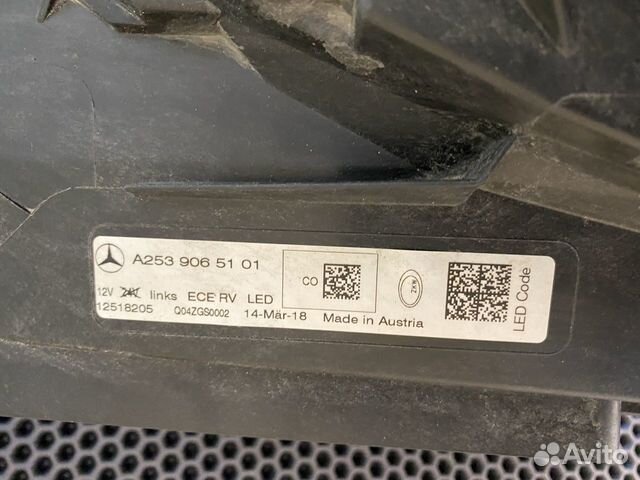 A253 906 51 01
CO
ZKW
LED Code
12V 24V links ECE RV LED
12518205 Q04ZGS0002 14-Mär-18 Made in Austria
Avito